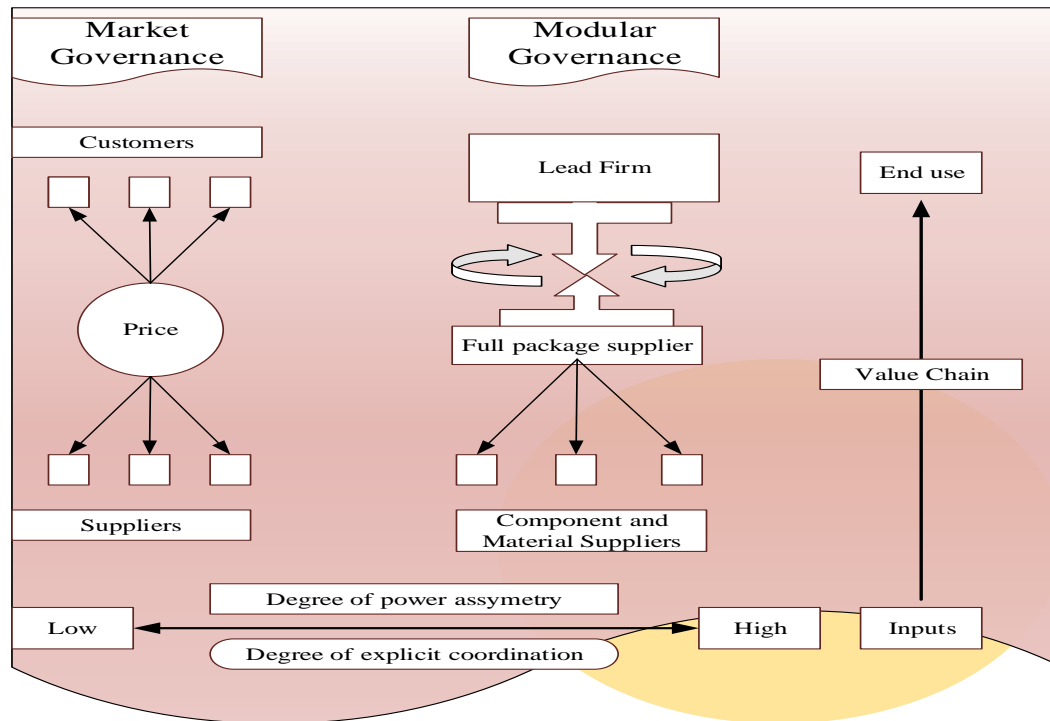 Market
Governance
Modular
Governance
Customers
Lead Firm
End use
Price
Full package supplier
Value Chain
Suppliers
Component and
Material Suppliers
Degree of power assymetry
Low
High
Inputs
Degree of explicit coordination